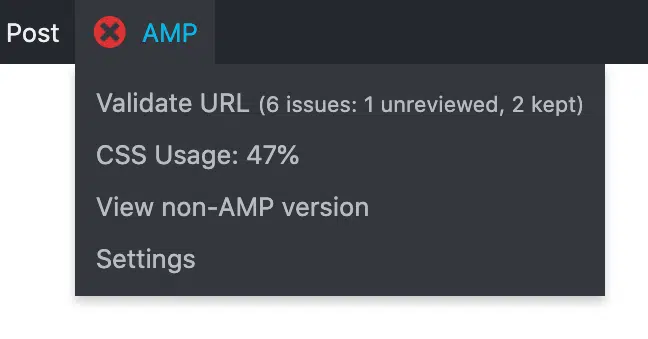 Post AMP
Validate URL (6 issues: 1 unreviewed, 2 kept)
CSS Usage: 47%
View non-AMP version
Settings